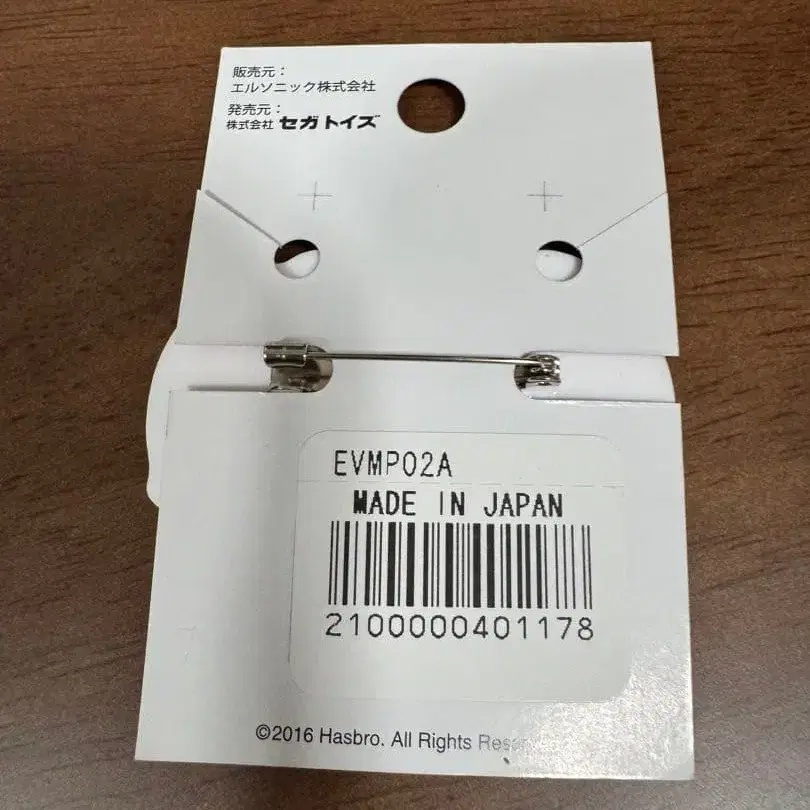 販売元：
エルソニック株式会社
発売元：
株式会社 セガトイズ
EVMP02A
MADE IN JAPAN
2100000401178
©2016 Hasbro. All Rights